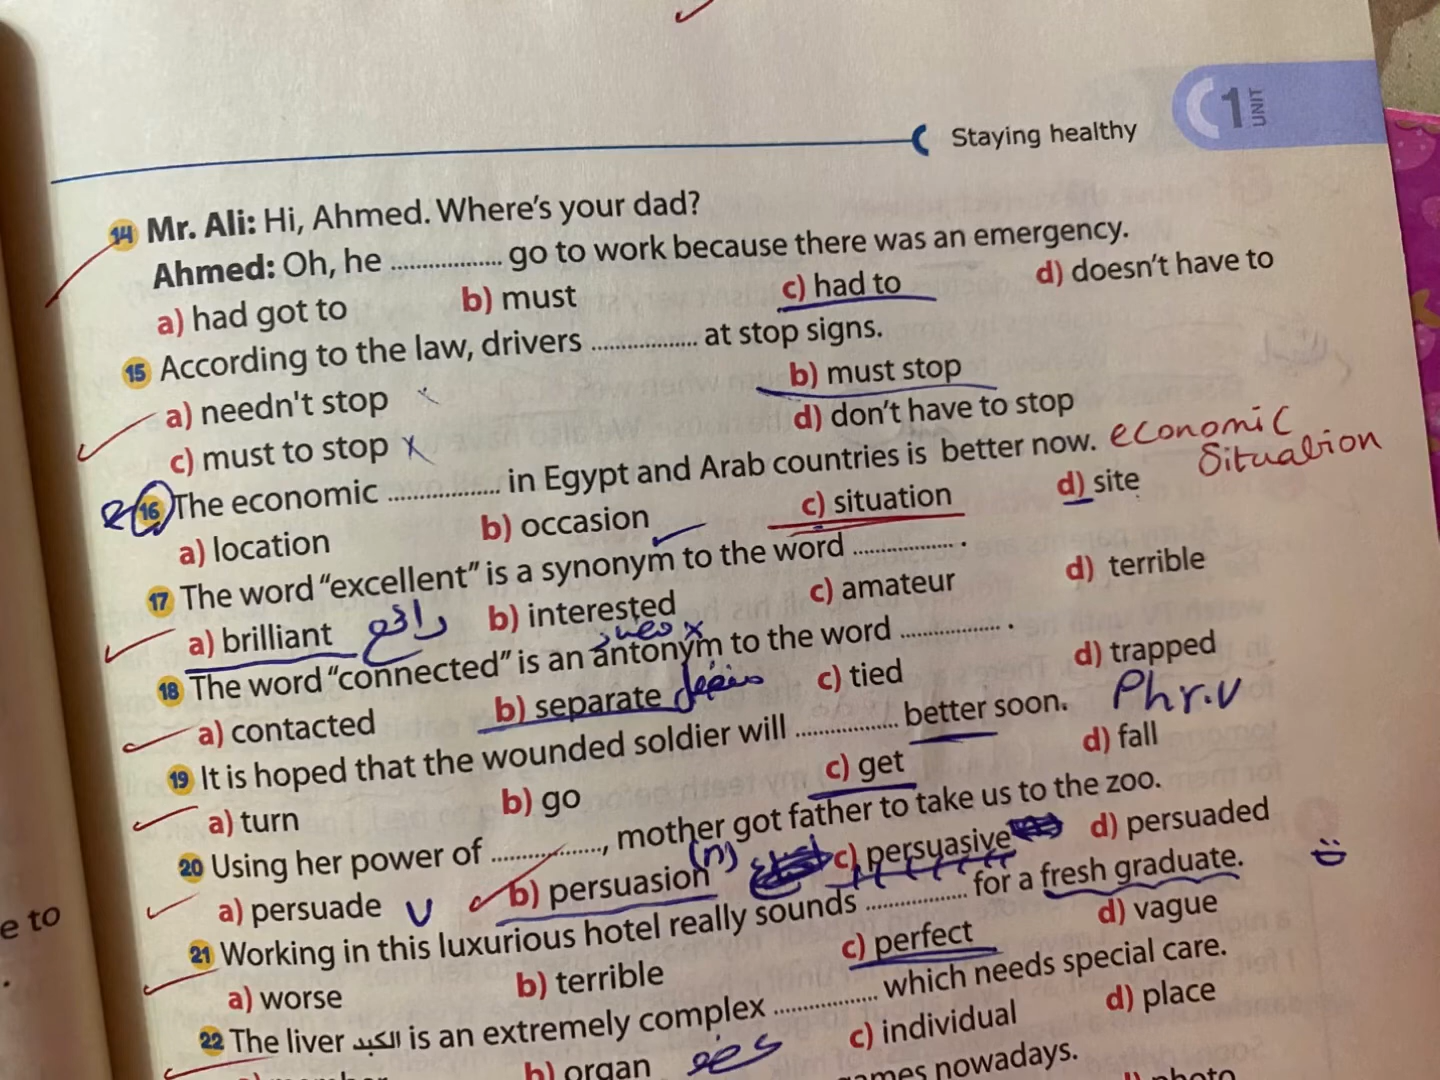 Staying healthy
1 UNIT
14 Mr. Ali: Hi, Ahmed. Where's your dad?
Ahmed: Oh, he .................. go to work because there was an emergency.
a) had got to b) must c) had to d) doesn't have to
15 According to the law, drivers .................. at stop signs.
a) needn't stop x b) must stop
c) must to stop x d) don't have to stop
16 The economic .................. in Egypt and Arab countries is better now. economic situation
a) location b) occasion c) situation d) site
17 The word "excellent" is a synonym to the word .................. .
a) brilliant رائع b) interested c) amateur d) terrible
18 The word "connected" is an antonym to the word .................. .
a) contacted b) separate منفصل c) tied d) trapped
19 It is hoped that the wounded soldier will .................. better soon. Phr.V
a) turn b) go c) get d) fall
20 Using her power of .................., mother got father to take us to the zoo.
a) persuade v b) persuasion (n) c) persuasive d) persuaded
21 Working in this luxurious hotel really sounds .................. for a fresh graduate.
a) worse b) terrible c) perfect d) vague
22 The liver الكبد is an extremely complex .................. which needs special care.
b) organ عضو c) individual d) place
games nowadays.
photo
e to